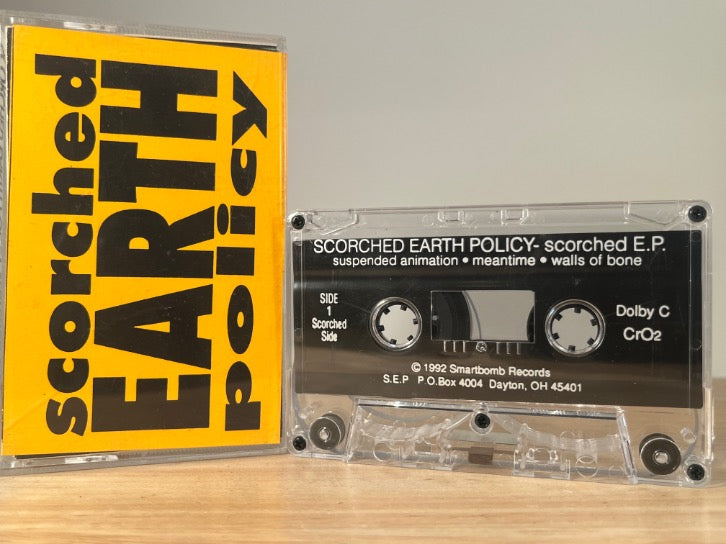 scorched
EARTH
policy
SCORCHED EARTH POLICY- scorched E.P.
suspended animation • meantime • walls of bone
SIDE
1
Scorched
Side
Dolby C
CrO2
© 1992 Smartbomb Records
S.E.P P.O.Box 4004 Dayton, OH 45401